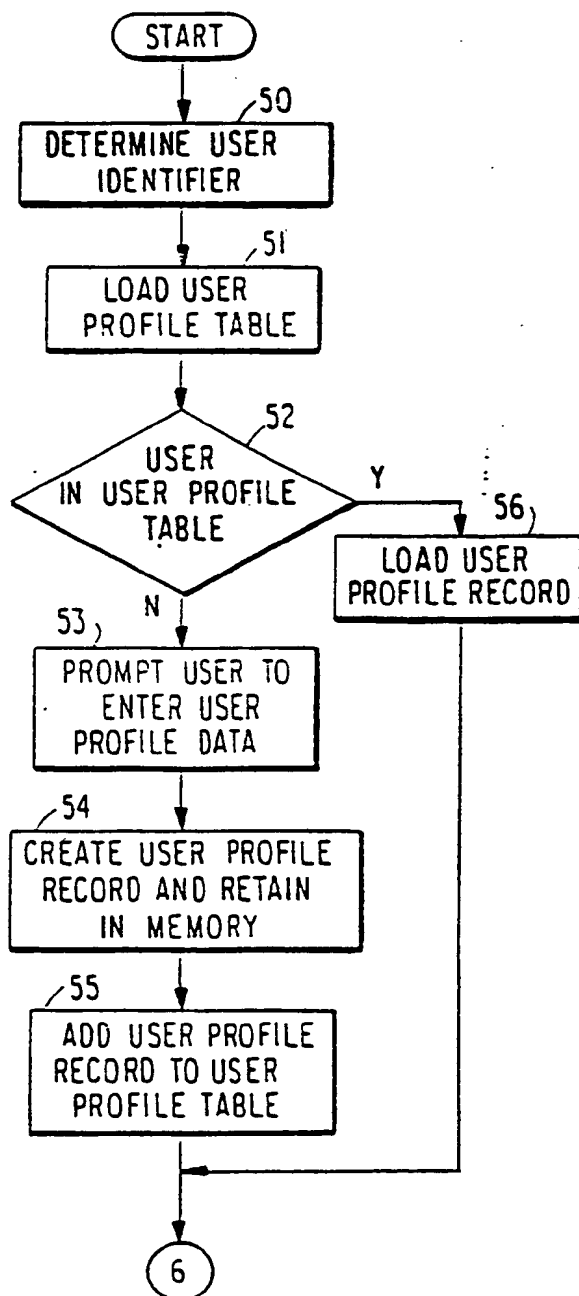 START
50
DETERMINE USER
IDENTIFIER
51
LOAD USER
PROFILE TABLE
52
USER
IN USER PROFILE
TABLE
Y
N
56
LOAD USER
PROFILE RECORD
53
PROMPT USER TO
ENTER USER
PROFILE DATA
54
CREATE USER PROFILE
RECORD AND RETAIN
IN MEMORY
55
ADD USER PROFILE
RECORD TO USER
PROFILE TABLE
6